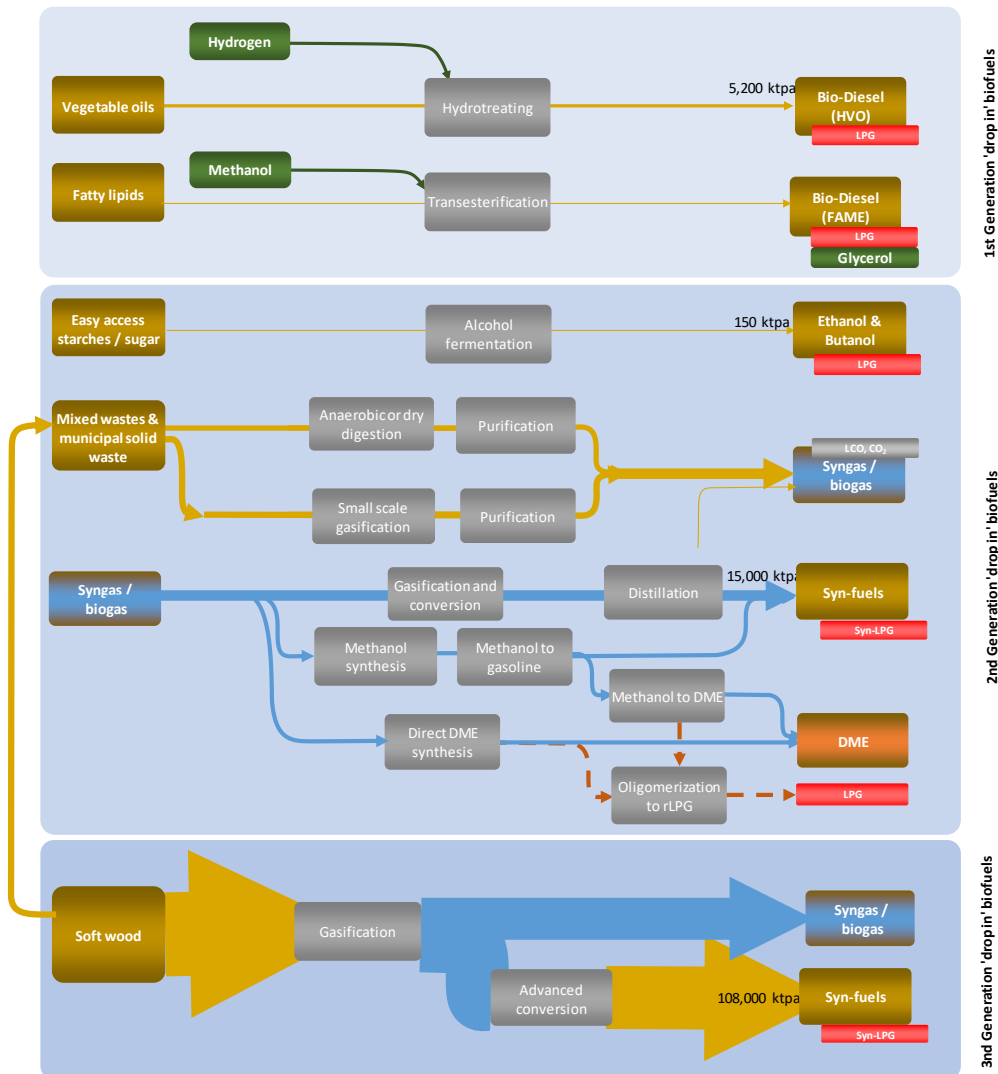 Hydrogen
Vegetable oils
Hydrotreating
5,200 ktpa
Bio-Diesel
(HVO)
LPG
Methanol
Fatty lipids
Transesterification
Bio-Diesel
(FAME)
LPG
Glycerol
1st Generation 'drop in' biofuels
Easy access
starches / sugar
Alcohol
fermentation
150 ktpa
Ethanol &
Butanol
LPG
Mixed wastes &
municipal solid
waste
Anaerobic or dry
digestion
Purification
LCO, CO₂
Syngas /
biogas
Small scale
gasification
Purification
Syngas /
biogas
Gasification and
conversion
Distillation
15,000 ktpa
Syn-fuels
Syn-LPG
Methanol
synthesis
Methanol to
gasoline
Methanol to DME
Direct DME
synthesis
DME
Oligomerization
to rLPG
LPG
2nd Generation 'drop in' biofuels
Soft wood
Gasification
Syngas /
biogas
Advanced
conversion
108,000 ktpa
Syn-fuels
Syn-LPG
3nd Generation 'drop in' biofuels